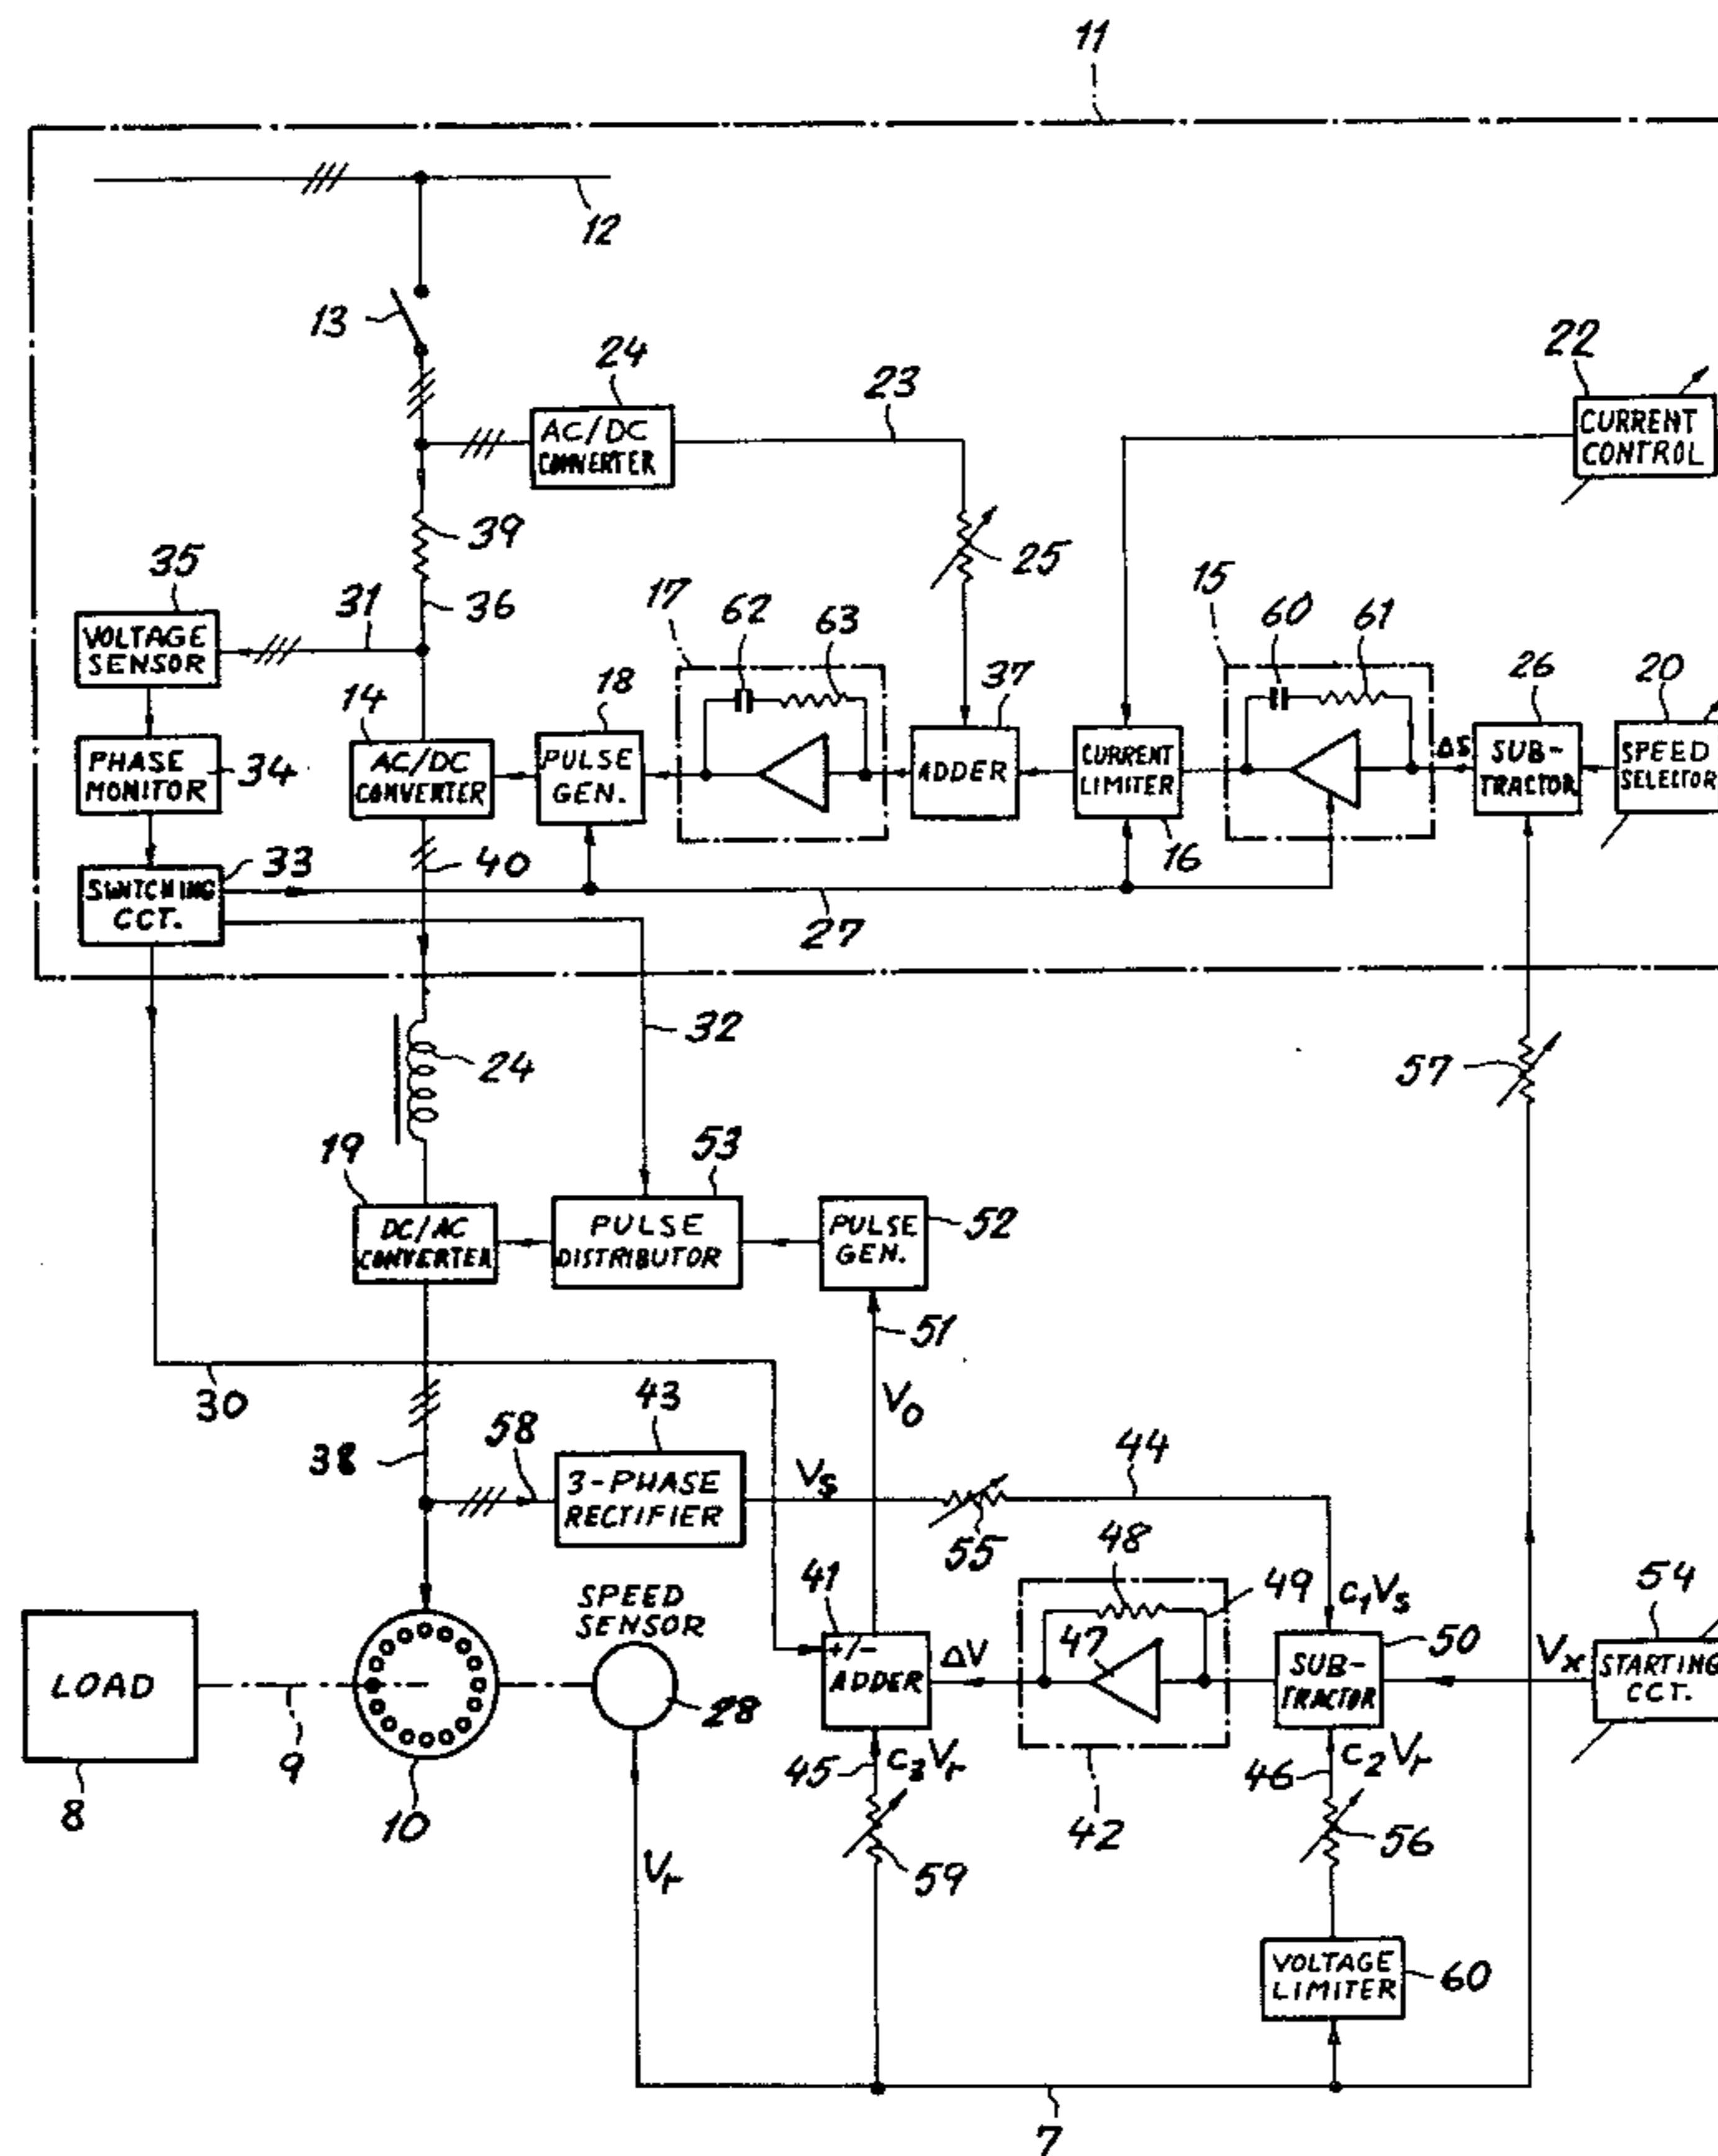 11
12
13
24
23
22
AC/DC
CONVERTER
CURRENT
CONTROL
39
25
35
31
36
17
62
63
15
60
61
VOLTAGE
SENSOR
14
18
37
26
20
PHASE
MONITOR
34
AC/DC
CONVERTER
PULSE
GEN.
ADDER
CURRENT
LIMITER
ΔS
SUB-
TRACTOR
SPEED
SELECTOR
33
40
16
SWITCHING
CCT.
27
32
24
57
19
53
DC/AC
CONVERTER
PULSE
DISTRIBUTOR
PULSE
GEN.
52
51
30
43
V0
38
58
3-PHASE
RECTIFIER
Vs
44
55
48
49
54
SPEED
SENSOR
41
c1Vs
50
LOAD
+/-
ADDER
ΔV
47
SUB-
TRACTOR
Vx
STARTING
CCT.
28
9
45
c3Vr
46
c2Vr
8
10
42
56
Vr
59
VOLTAGE
LIMITER
60
7